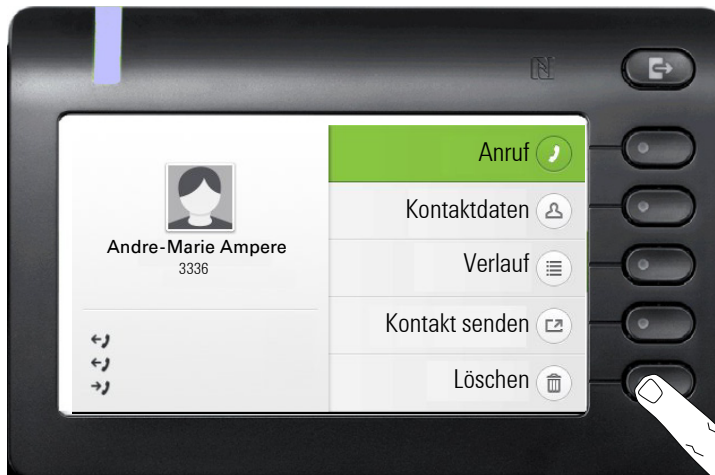 Andre-Marie Ampere
3336
Anruf
Kontaktdaten
Verlauf
Kontakt senden
Löschen